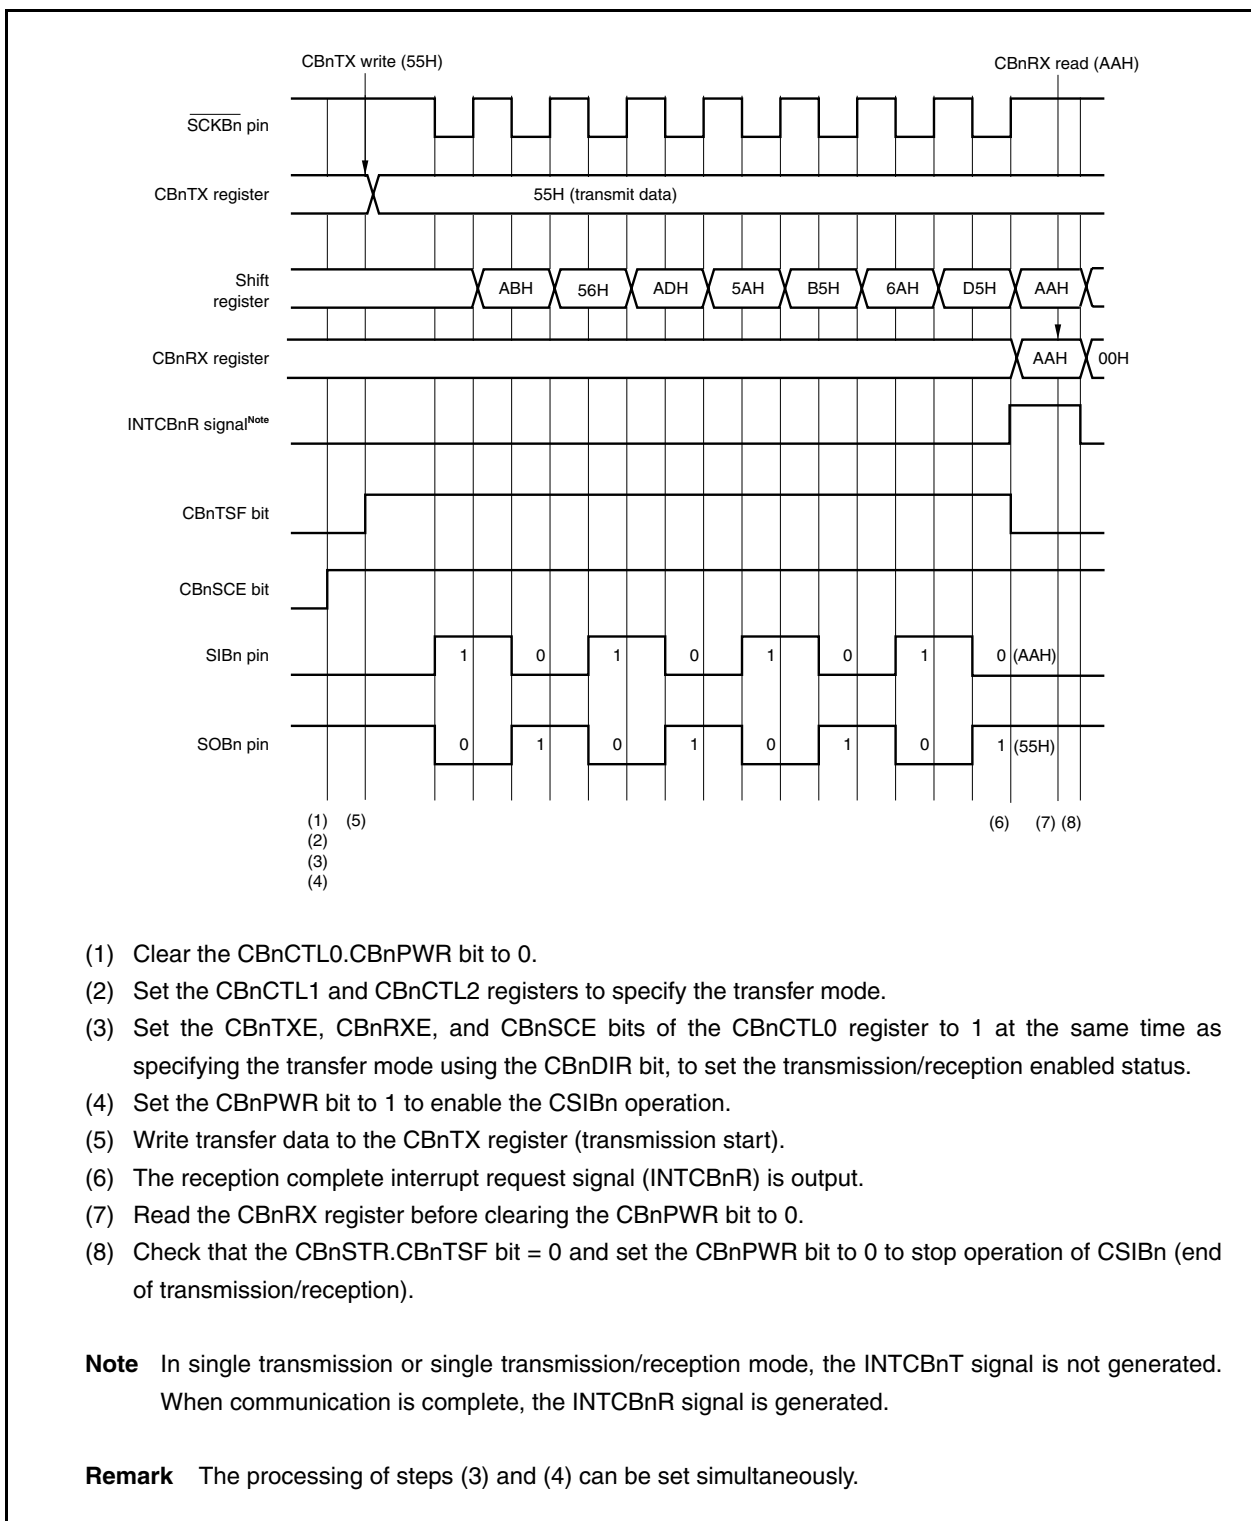 CBnTX write (55H)
CBnRX read (AAH)
SCKBn pin
CBnTX register
55H (transmit data)
Shift
register
ABH 56H ADH 5AH B5H 6AH D5H AAH
CBnRX register
AAH 00H
INTCBnR signalNote
CBnTSF bit
CBnSCE bit
SIBn pin
1 0 1 0 1 0 1 0 (AAH)
SOBn pin
0 1 0 1 0 1 0 1 (55H)
(1) (5) (6) (7) (8)
(2)
(3)
(4)
(1) Clear the CBnCTL0.CBnPWR bit to 0.
(2) Set the CBnCTL1 and CBnCTL2 registers to specify the transfer mode.
(3) Set the CBnTXE, CBnRXE, and CBnSCE bits of the CBnCTL0 register to 1 at the same time as
specifying the transfer mode using the CBnDIR bit, to set the transmission/reception enabled status.
(4) Set the CBnPWR bit to 1 to enable the CSIBn operation.
(5) Write transfer data to the CBnTX register (transmission start).
(6) The reception complete interrupt request signal (INTCBnR) is output.
(7) Read the CBnRX register before clearing the CBnPWR bit to 0.
(8) Check that the CBnSTR.CBnTSF bit = 0 and set the CBnPWR bit to 0 to stop operation of CSIBn (end
of transmission/reception).
Note In single transmission or single transmission/reception mode, the INTCBnT signal is not generated.
When communication is complete, the INTCBnR signal is generated.
Remark The processing of steps (3) and (4) can be set simultaneously.